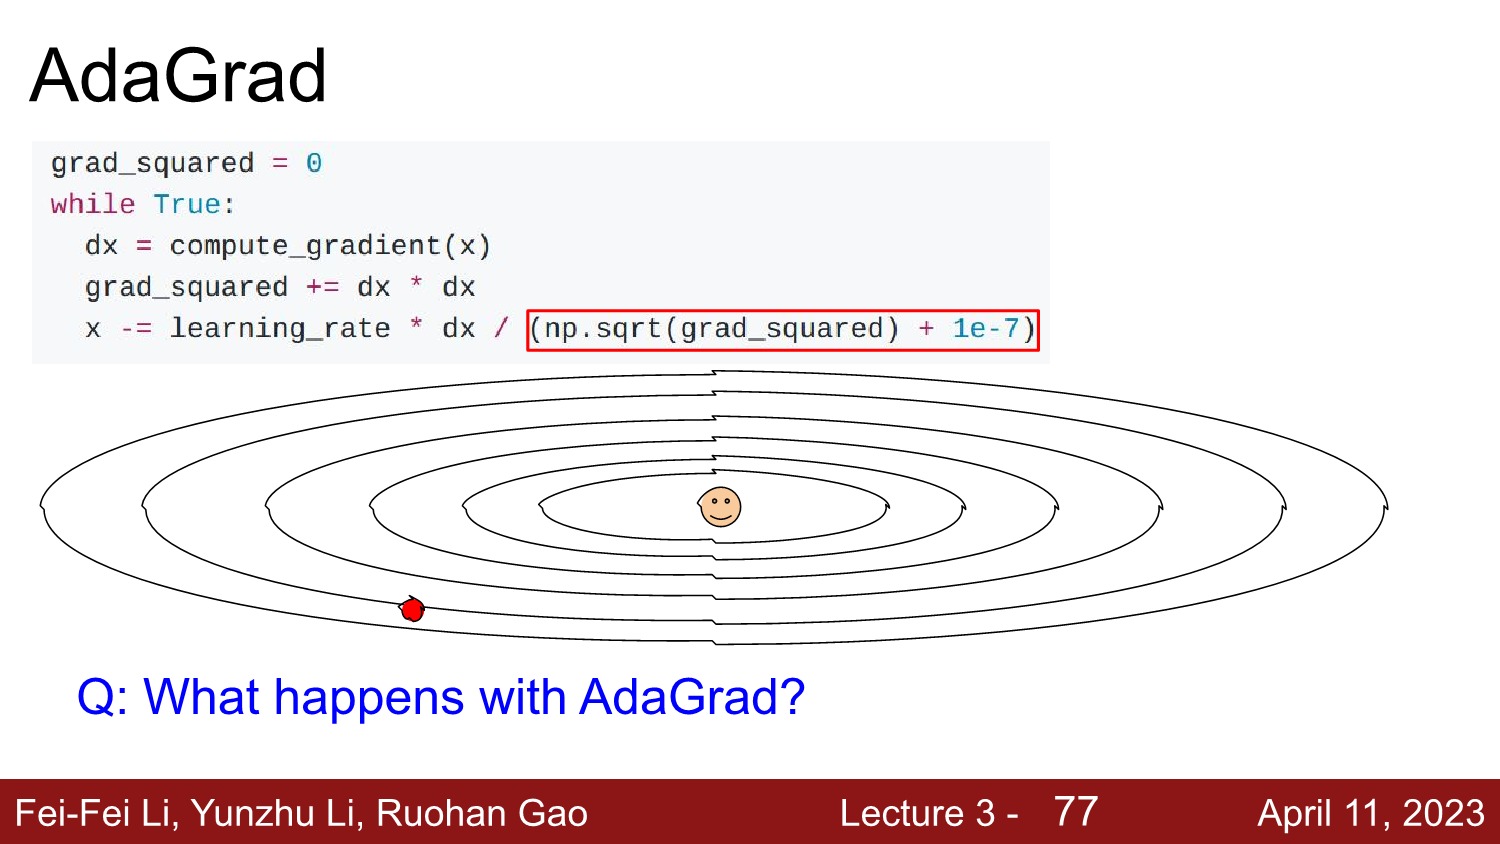 AdaGrad
grad_squared = 0
while True:
  dx = compute_gradient(x)
  grad_squared += dx * dx
  x -= learning_rate * dx / (np.sqrt(grad_squared) + 1e-7)
Q: What happens with AdaGrad?
Fei-Fei Li, Yunzhu Li, Ruohan Gao Lecture 3 - 77 April 11, 2023